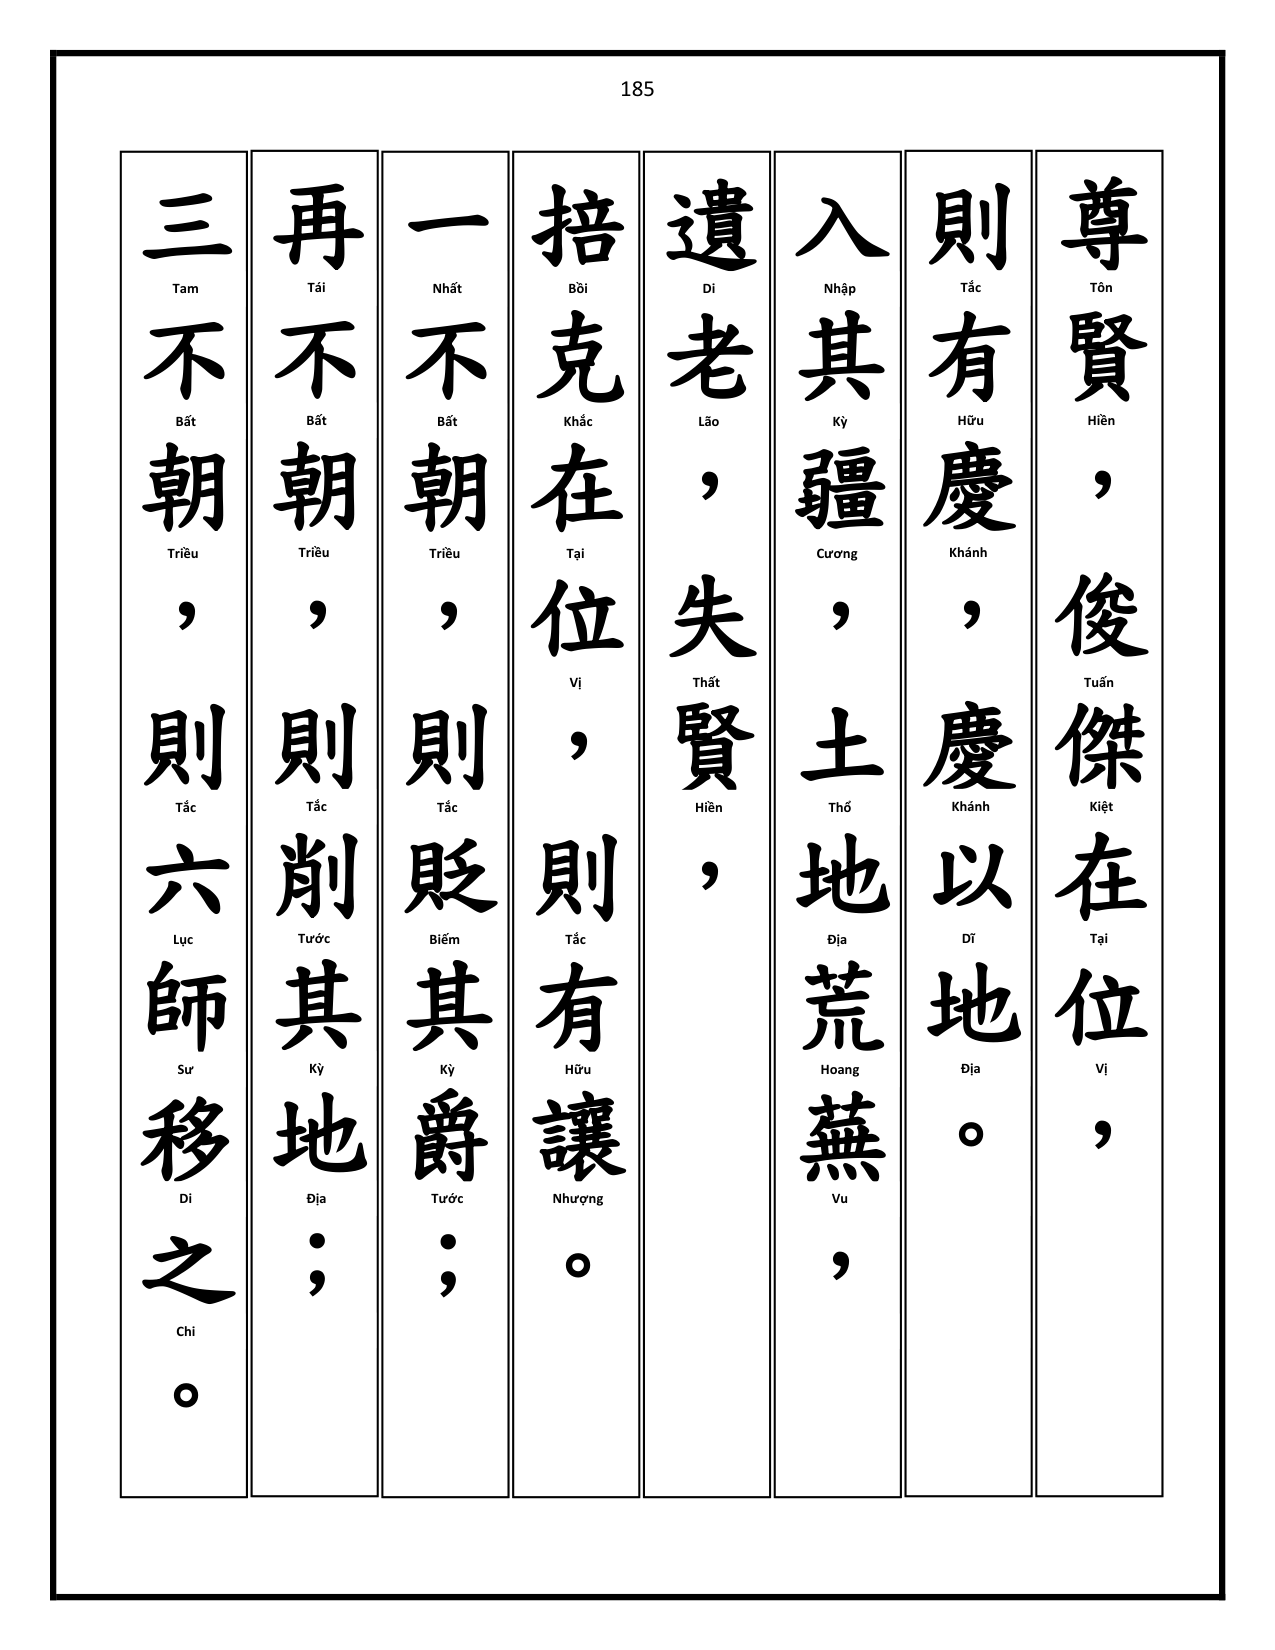 185
尊賢，俊傑在位，
Tôn Hiền Tuấn Kiệt Tại Vị
則有慶，慶以地。
Tắc Hữu Khánh Khánh Dĩ Địa
入其疆，土地荒蕪，
Nhập Kỳ Cương Thổ Địa Hoang Vu
遺老，失賢，
Di Lão Thất Hiền
掊克在位，則有讓。
Bồi Khắc Tại Vị Tắc Hữu Nhượng
一不朝，則貶其爵；
Nhất Bất Triều Tắc Biếm Kỳ Tước
再不朝，則削其地；
Tái Bất Triều Tắc Tước Kỳ Địa
三不朝，則六師移之。
Tam Bất Triều Tắc Lục Sư Di Chi